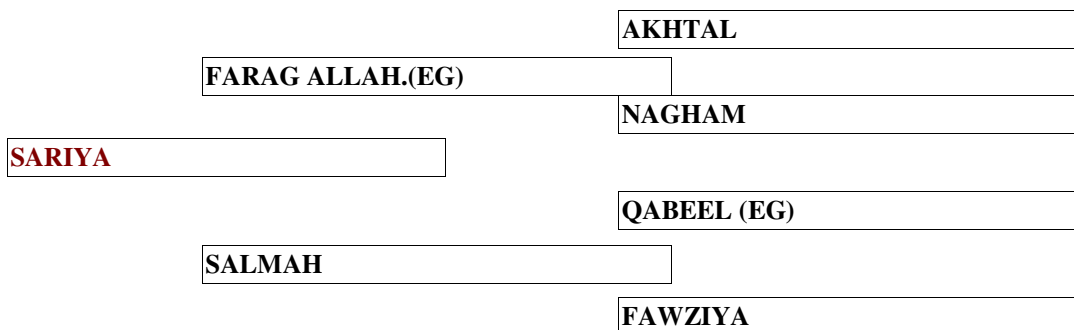 AKHTAL
FARAG ALLAH.(EG)
NAGHAM
SARIYA
QABEEL (EG)
SALMAH
FAWZIYA